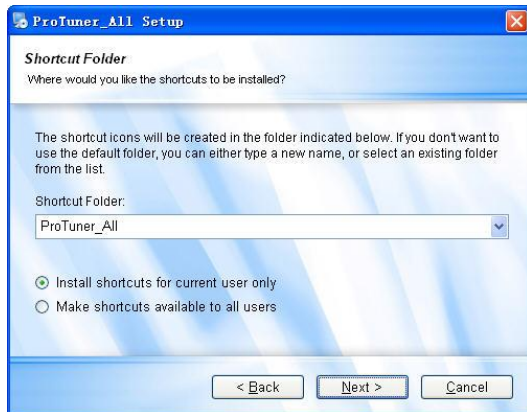 ProTuner_All Setup
Shortcut Folder
Where would you like the shortcuts to be installed?
The shortcut icons will be created in the folder indicated below. If you don't want to
use the default folder, you can either type a new name, or select an existing folder
from the list.
Shortcut Folder:
ProTuner_All
Install shortcuts for current user only
Make shortcuts available to all users
< Back
Next >
Cancel